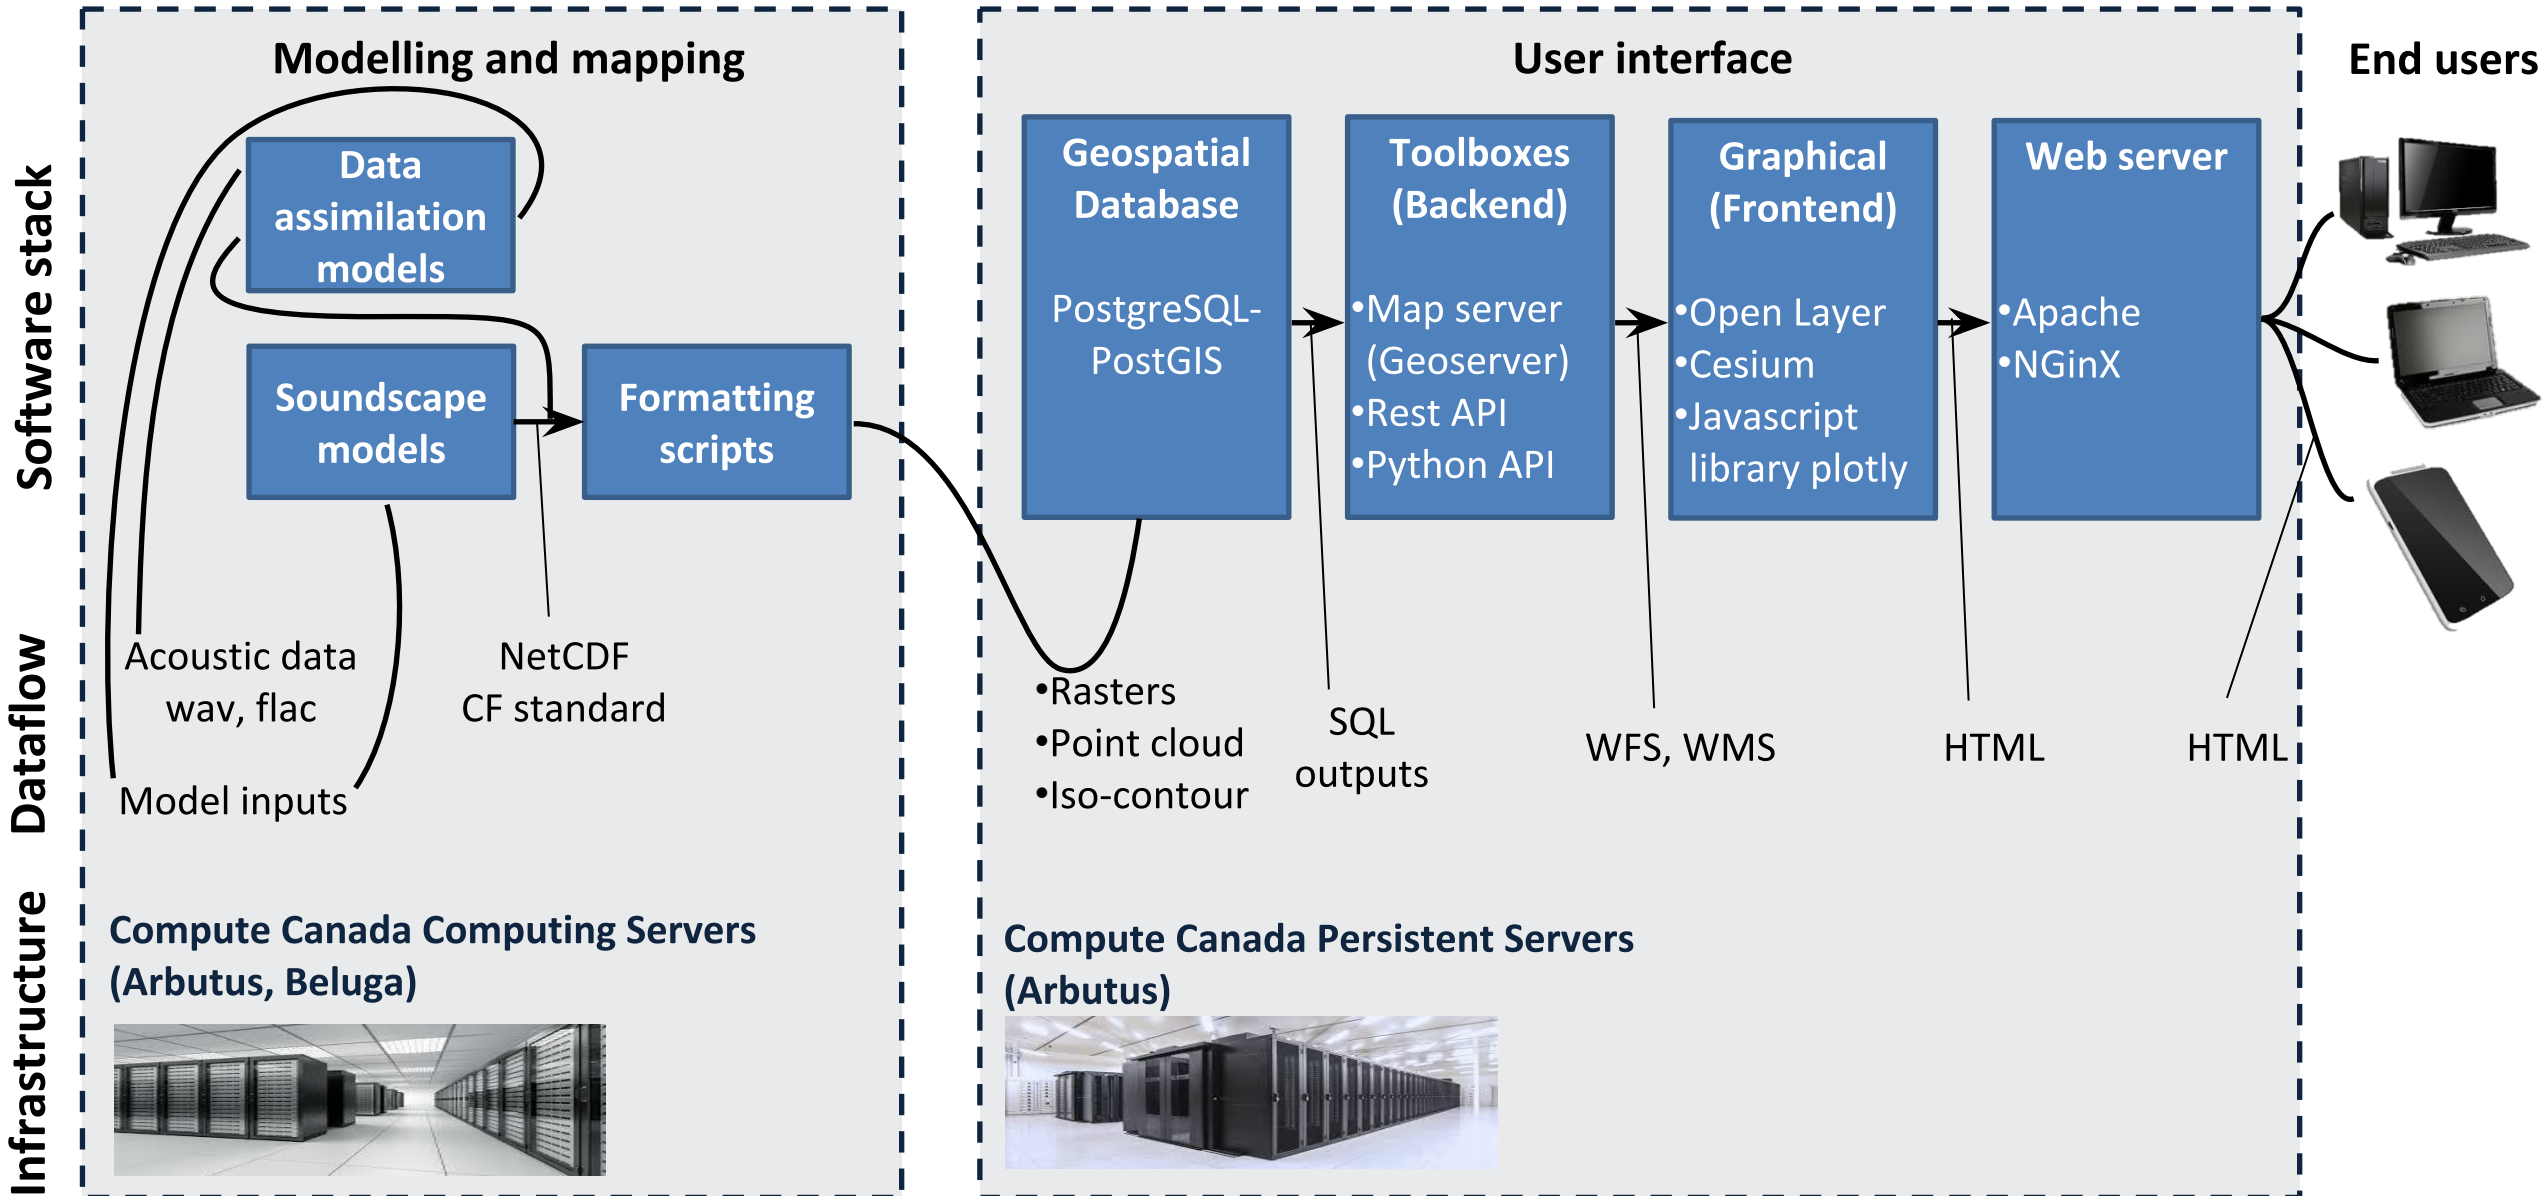 Modelling and mapping
User interface
End users
Software stack
Data
assimilation
models
Soundscape
models
Formatting
scripts
Geospatial
Database
PostgreSQL-
PostGIS
Toolboxes
(Backend)
•Map server
(Geoserver)
•Rest API
•Python API
Graphical
(Frontend)
•Open Layer
•Cesium
•Javascript
library plotly
Web server
•Apache
•NGinX
Dataflow
Acoustic data
wav, flac
Model inputs
NetCDF
CF standard
•Rasters
•Point cloud
•Iso-contour
SQL
outputs
WFS, WMS
HTML
HTML
Infrastructure
Compute Canada Computing Servers
(Arbutus, Beluga)
Compute Canada Persistent Servers
(Arbutus)